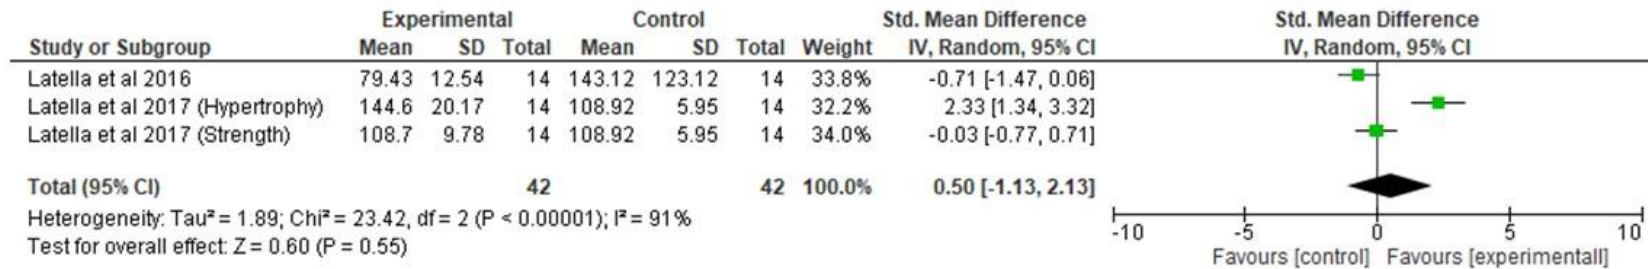 Experimental Control Std. Mean Difference Std. Mean Difference
Study or Subgroup Mean SD Total Mean SD Total Weight IV, Random, 95% CI IV, Random, 95% CI
Latella et al 2016 79.43 12.54 14 143.12 123.12 14 33.8% -0.71 [-1.47, 0.06]
Latella et al 2017 (Hypertrophy) 144.6 20.17 14 108.92 5.95 14 32.2% 2.33 [1.34, 3.32]
Latella et al 2017 (Strength) 108.7 9.78 14 108.92 5.95 14 34.0% -0.03 [-0.77, 0.71]
Total (95% CI) 42 42 100.0% 0.50 [-1.13, 2.13]
Heterogeneity: Tau² = 1.89; Chi² = 23.42, df = 2 (P < 0.00001); I² = 91%
Test for overall effect: Z = 0.60 (P = 0.55)
-10 -5 0 5 10
Favours [control] Favours [experimentall]